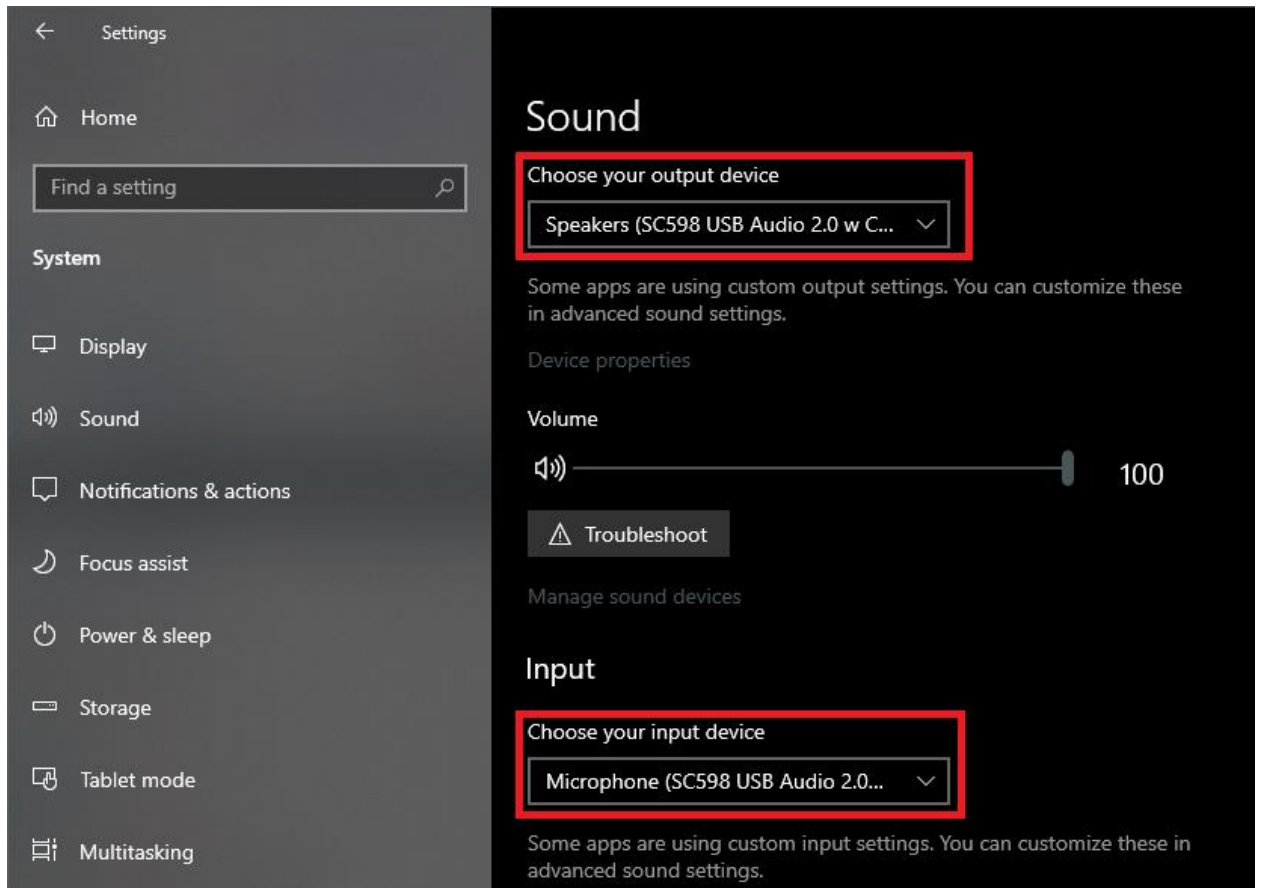 Settings
Home
Find a setting
System
Display
Sound
Notifications & actions
Focus assist
Power & sleep
Storage
Tablet mode
Multitasking
Sound
Choose your output device
Speakers (SC598 USB Audio 2.0 w C...
Some apps are using custom output settings. You can customize these
in advanced sound settings.
Device properties
Volume
100
Troubleshoot
Manage sound devices
Input
Choose your input device
Microphone (SC598 USB Audio 2.0...
Some apps are using custom input settings. You can customize these in
advanced sound settings.